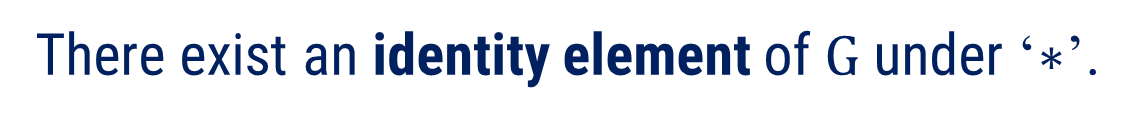 There exist an identity element of G under ‘*’.